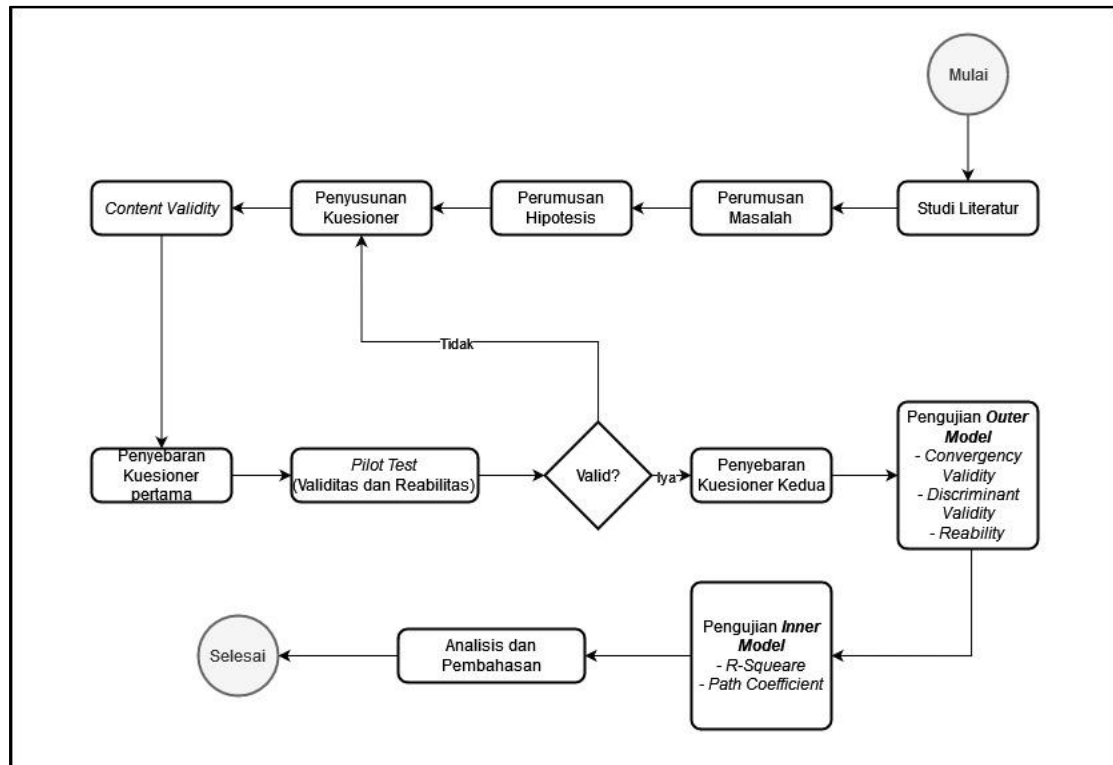 Mulai
Studi Literatur
Perumusan
Masalah
Perumusan
Hipotesis
Penyusunan
Kuesioner
Content Validity
Tidak
Penyebaran
Kuesioner
pertama
Pilot Test
(Validitas dan Reabilitas)
Valid?
Iya
Penyebaran
Kuesioner Kedua
Pengujian Outer
Model
- Convergency
Validity
- Discriminant
Validity
- Reability
Pengujian Inner
Model
- R-Squeare
- Path Coefficient
Analisis dan
Pembahasan
Selesai